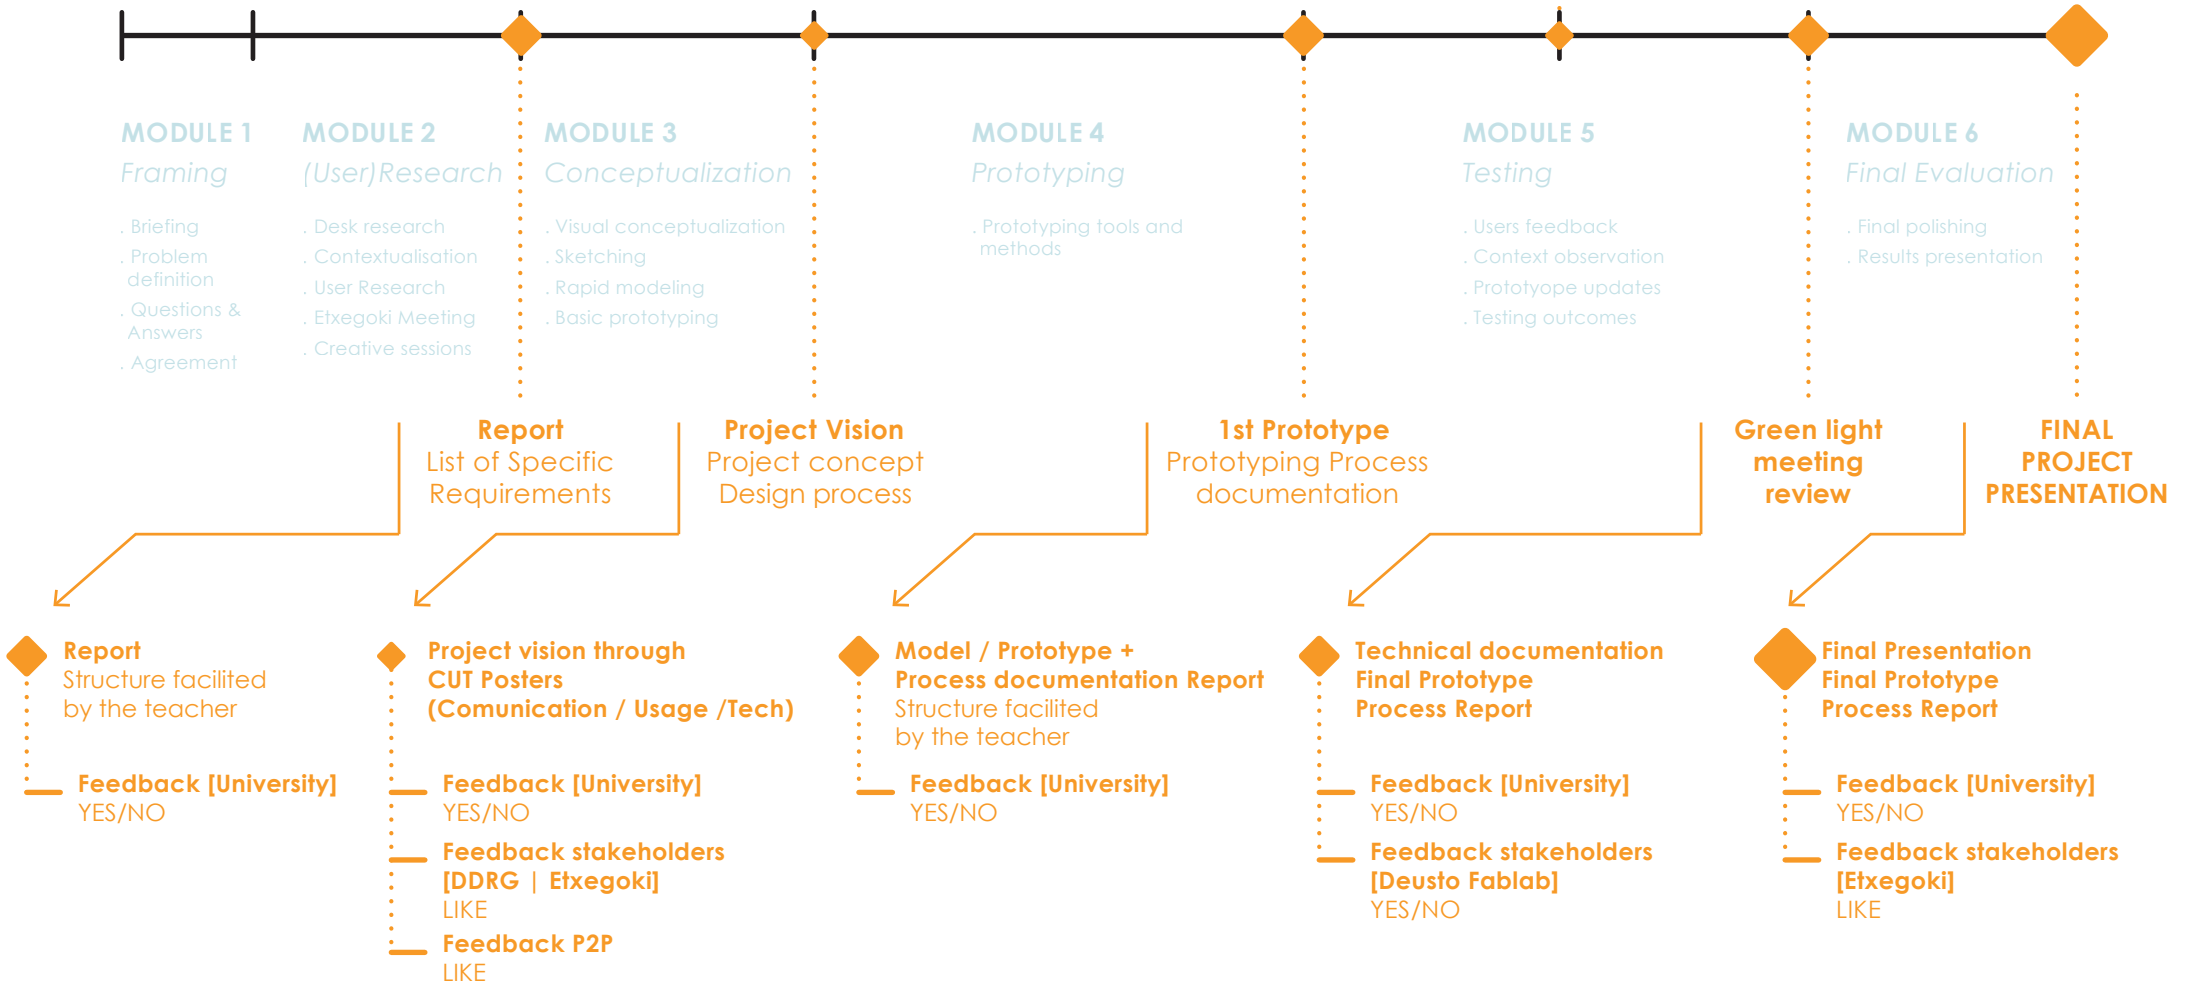 MODULE 1
Framing
. Briefing
. Problem
definition
. Questions &
Answers
. Agreement
MODULE 2
(User)Research
. Desk research
. Contextualisation
. User Research
. Etxegoki Meeting
. Creative sessions
MODULE 3
Conceptualization
. Visual conceptualization
. Sketching
. Rapid modeling
. Basic prototyping
MODULE 4
Prototyping
. Prototyping tools and
methods
MODULE 5
Testing
. Users feedback
. Context observation
. Prototyope updates
. Testing outcomes
MODULE 6
Final Evaluation
. Final polishing
. Results presentation
Report
List of Specific
Requirements
Project Vision
Project concept
Design process
1st Prototype
Prototyping Process
documentation
Green light
meeting
review
FINAL
PROJECT
PRESENTATION
Report
Structure facilited
by the teacher
Feedback [University]
YES/NO
Project vision through
CUT Posters
(Comunication / Usage /Tech)
Feedback [University]
YES/NO
Feedback stakeholders
[DDRG | Etxegoki]
LIKE
Feedback P2P
LIKE
Model / Prototype +
Process documentation Report
Structure facilited
by the teacher
Feedback [University]
YES/NO
Technical documentation
Final Prototype
Process Report
Feedback [University]
YES/NO
Feedback stakeholders
[Deusto Fablab]
YES/NO
Final Presentation
Final Prototype
Process Report
Feedback [University]
YES/NO
Feedback stakeholders
[Etxegoki]
LIKE